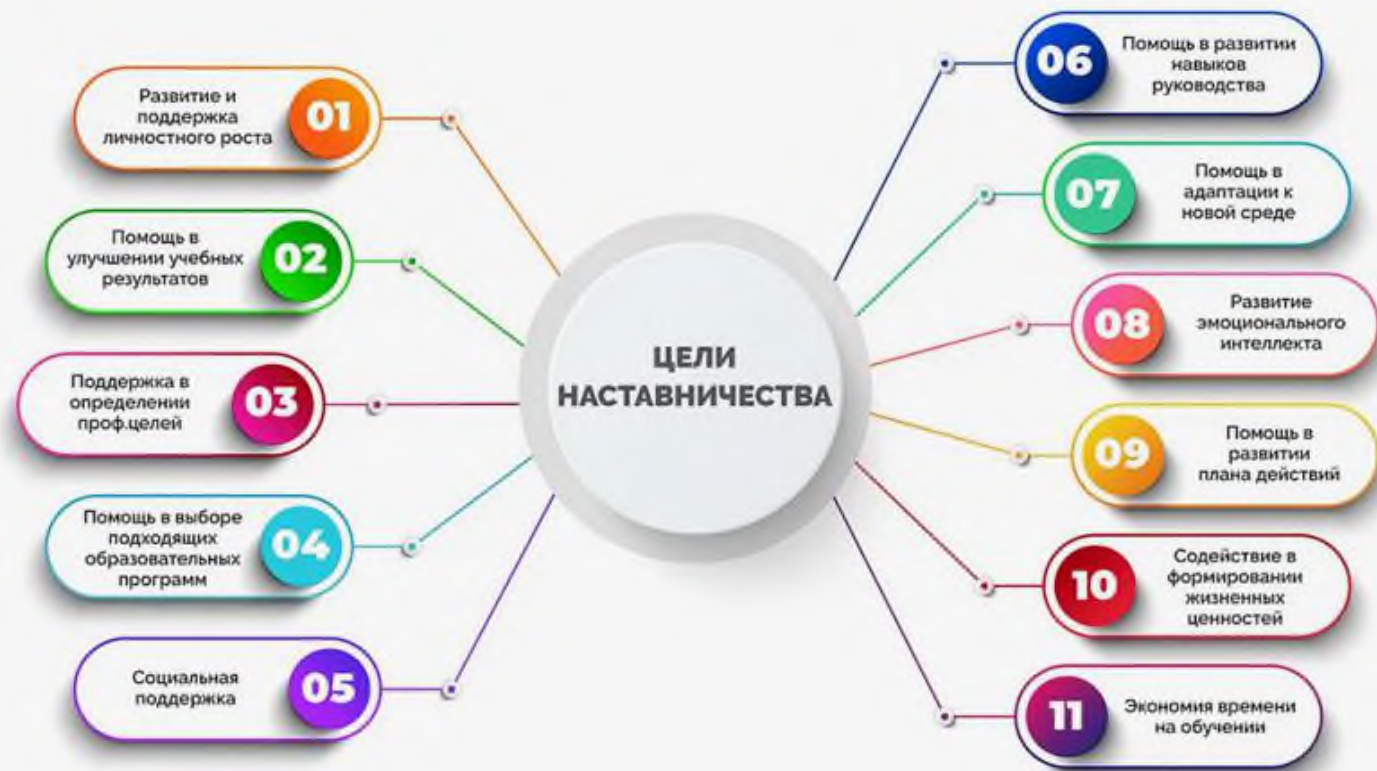 Развитие и
поддержка
личностного роста
01
Помощь в
улучшении учебных
результатов
02
Поддержка в
определении
проф.целей
03
Помощь в выборе
подходящих
образовательных
программ
04
Социальная
поддержка
05
ЦЕЛИ
НАСТАВНИЧЕСТВА
06
Помощь в развитии
навыков
руководства
07
Помощь в
адаптации к
новой среде
08
Развитие
эмоционального
интеллекта
09
Помощь в
развитии
плана действий
10
Содействие в
формировании
жизненных
ценностей
11
Экономия времени
на обучении